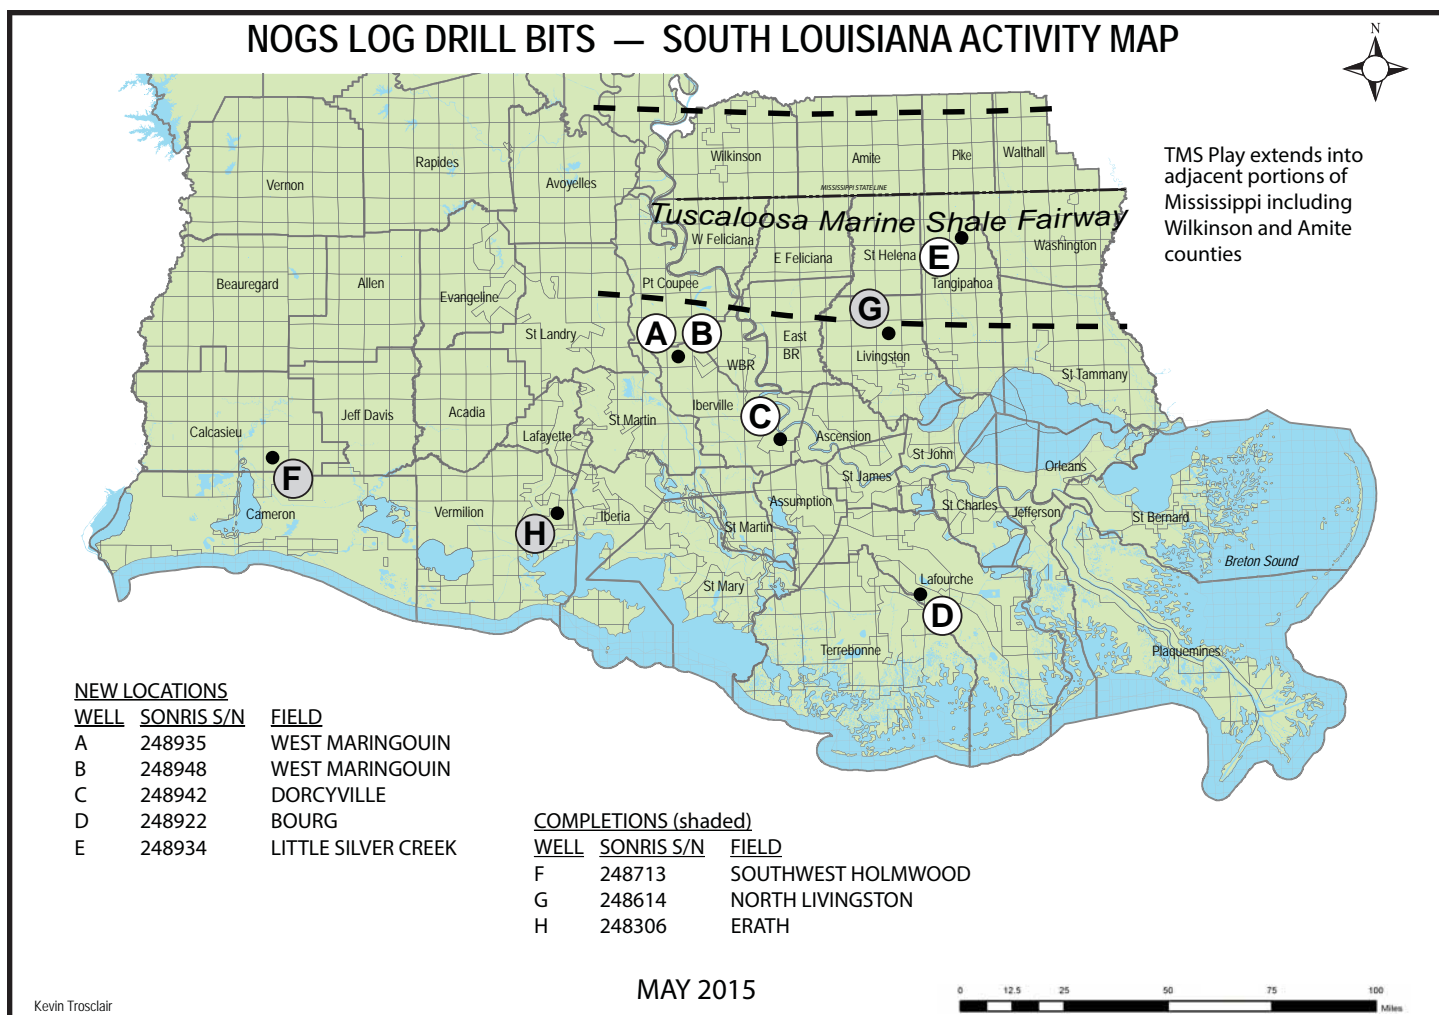 NOGS LOG DRILL BITS — SOUTH LOUISIANA ACTIVITY MAP
N
TMS Play extends into
adjacent portions of
Mississippi including
Wilkinson and Amite
counties
Wilkinson
Amite
Pike
Walthall
Rapides
Vernon
Avoyelles
MISSISSIPPI STATE LINE
Tuscaloosa Marine Shale Fairway
W Feliciana
E Feliciana
St Helena
E
Washington
Tangipahoa
Beauregard
Allen
Evangeline
Pt Coupee
G
St Landry
A
B
East
BR
WBR
Livingston
St Tammany
Jeff Davis
Acadia
St Martin
Iberville
C
Calcasieu
Lafayette
Ascension
St John
Orleans
F
St James
Cameron
Vermilion
H
Iberia
St Martin
Assumption
St Charles
Jefferson
St Bernard
Breton Sound
St Mary
Lafourche
D
Terrebonne
Plaquemines
NEW LOCATIONS
WELL SONRIS S/N FIELD
A 248935 WEST MARINGOUIN
B 248948 WEST MARINGOUIN
C 248942 DORCYVILLE
D 248922 BOURG
E 248934 LITTLE SILVER CREEK
COMPLETIONS (shaded)
WELL SONRIS S/N FIELD
F 248713 SOUTHWEST HOLMWOOD
G 248614 NORTH LIVINGSTON
H 248306 ERATH
MAY 2015
0 12.5 25 50 75 100
Miles
Kevin Trosclair